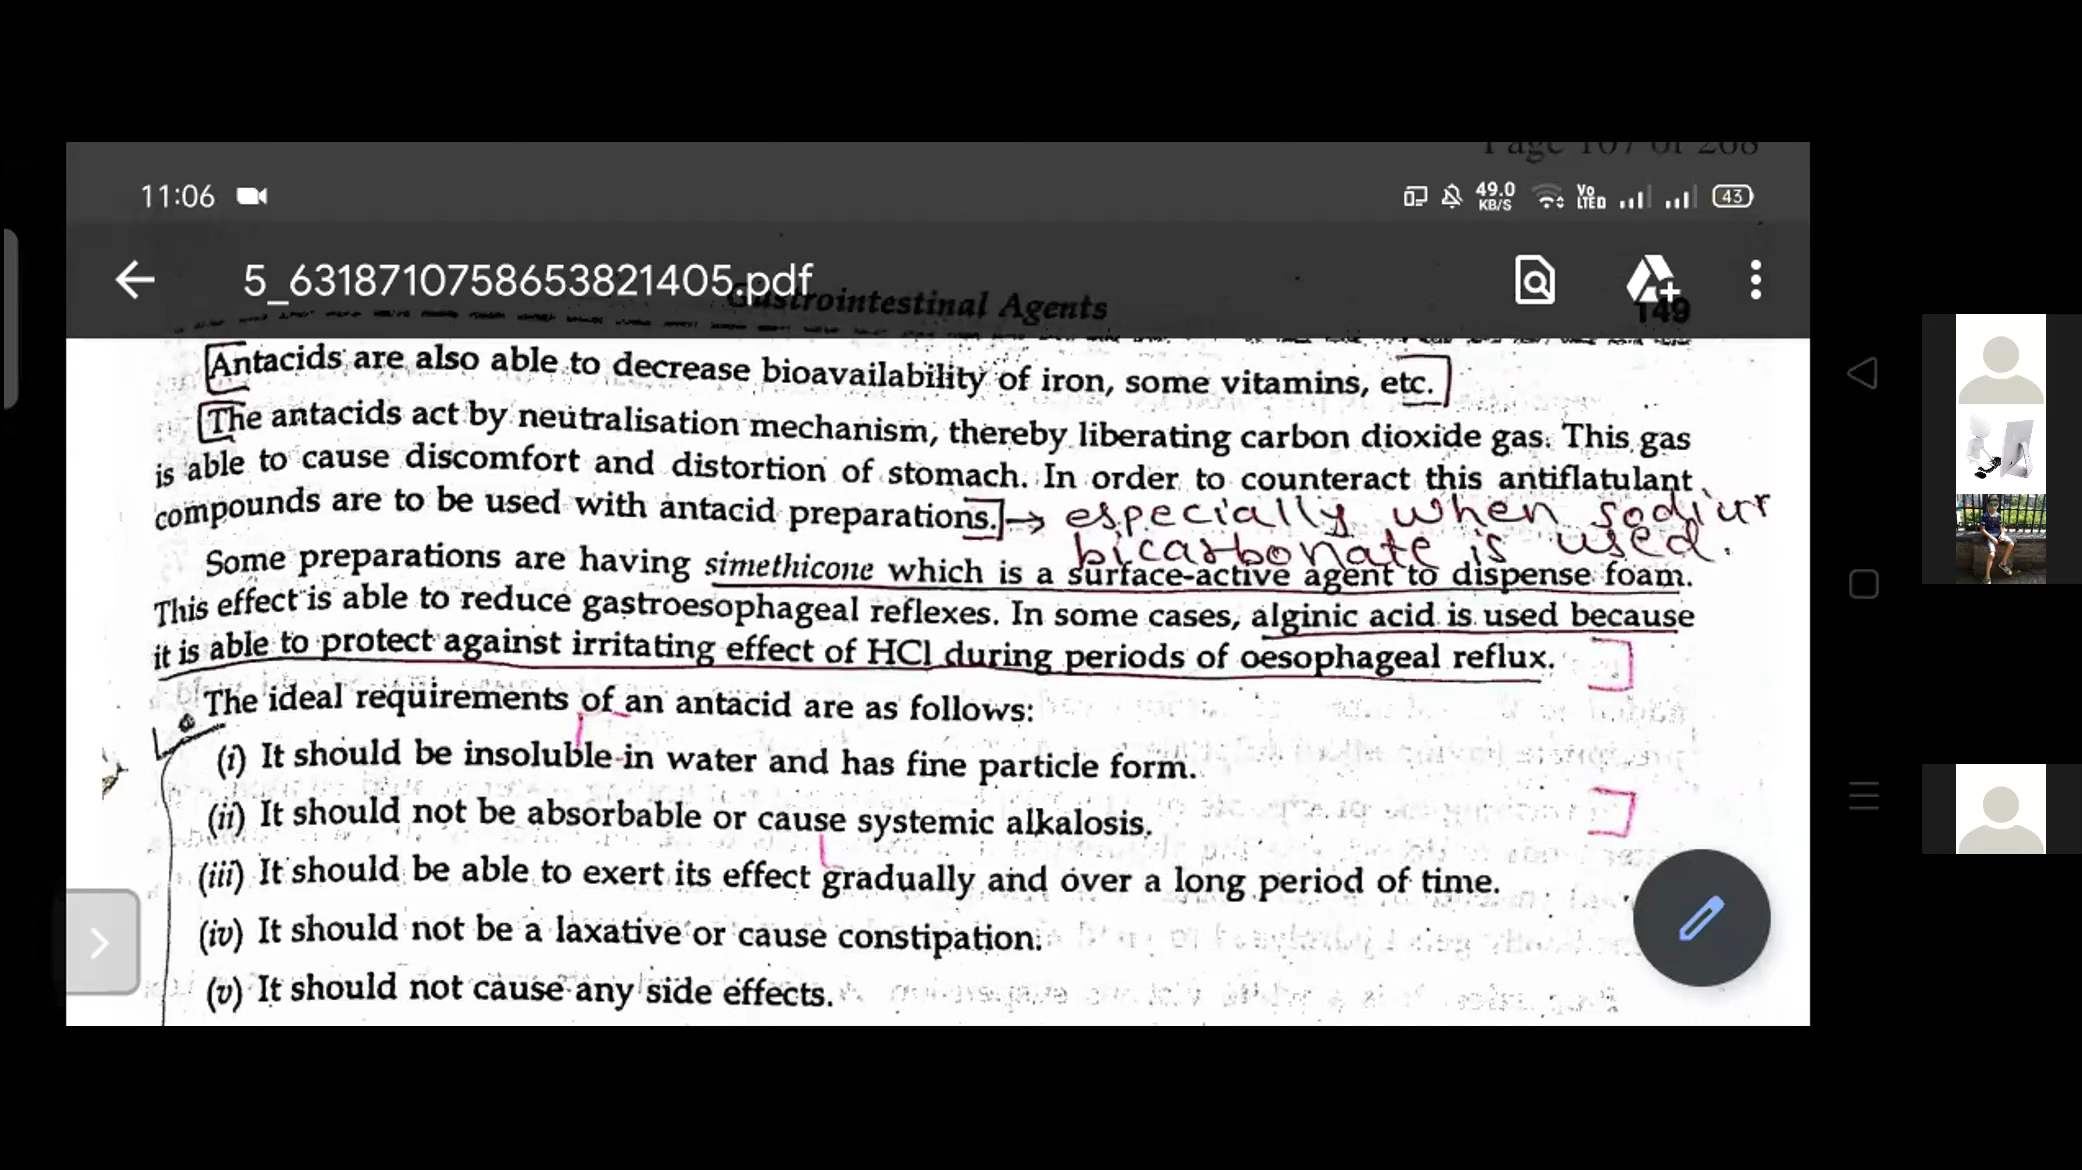 11:06
49.0 KB/S
Vo LTE
43
5_6318710758653821405.pdf
Gastrointestinal Agents
149
Antacids are also able to decrease bioavailability of iron, some vitamins, etc.
The antacids act by neutralisation mechanism, thereby liberating carbon dioxide gas. This gas
is able to cause discomfort and distortion of stomach. In order to counteract this antiflatulant
compounds are to be used with antacid preparations. → especially when
bicarbonate is used.
Some preparations are having simethicone which is a surface-active agent to dispense foam.
This effect is able to reduce gastroesophageal reflexes. In some cases, alginic acid is used because
it is able to protect against irritating effect of HCl during periods of oesophageal reflux.
The ideal requirements of an antacid are as follows:
(i) It should be insoluble in water and has fine particle form.
(ii) It should not be absorbable or cause systemic alkalosis.
(iii) It should be able to exert its effect gradually and over a long period of time.
(iv) It should not be a laxative or cause constipation.
(v) It should not cause any side effects.